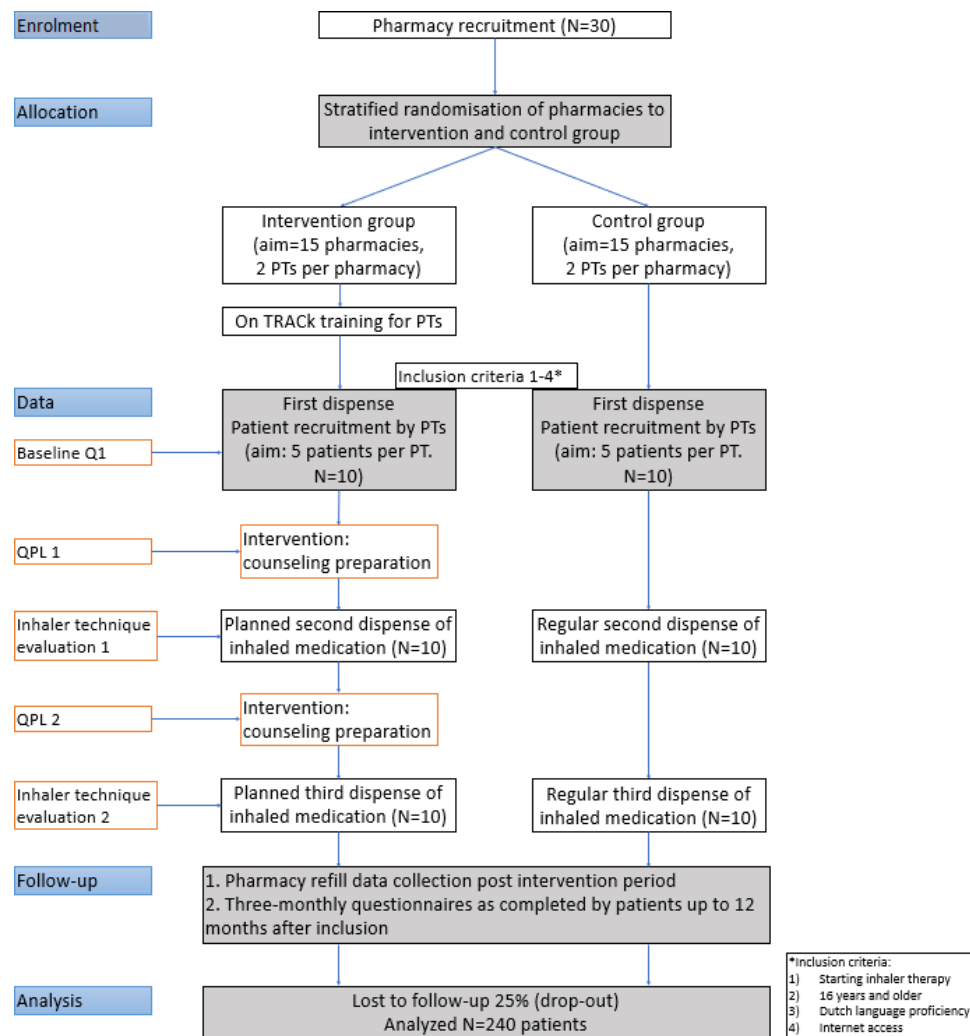 Enrolment
Pharmacy recruitment (N=30)
Allocation
Stratified randomisation of pharmacies to
intervention and control group
Intervention group
(aim=15 pharmacies,
2 PTs per pharmacy)
Control group
(aim=15 pharmacies,
2 PTs per pharmacy)
On TRACk training for PTs
Inclusion criteria 1-4*
Data
First dispense
Patient recruitment by PTs
(aim: 5 patients per PT.
N=10)
First dispense
Patient recruitment by PTs
(aim: 5 patients per PT.
N=10)
Baseline Q1
QPL 1
Intervention:
counseling preparation
Inhaler technique
evaluation 1
Planned second dispense of
inhaled medication (N=10)
Regular second dispense of
inhaled medication (N=10)
QPL 2
Intervention:
counseling preparation
Inhaler technique
evaluation 2
Planned third dispense of
inhaled medication (N=10)
Regular third dispense of
inhaled medication (N=10)
Follow-up
1. Pharmacy refill data collection post intervention period
2. Three-monthly questionnaires as completed by patients up to 12
months after inclusion
Analysis
Lost to follow-up 25% (drop-out)
Analyzed N=240 patients
*Inclusion criteria:
1) Starting inhaler therapy
2) 16 years and older
3) Dutch language proficiency
4) Internet access